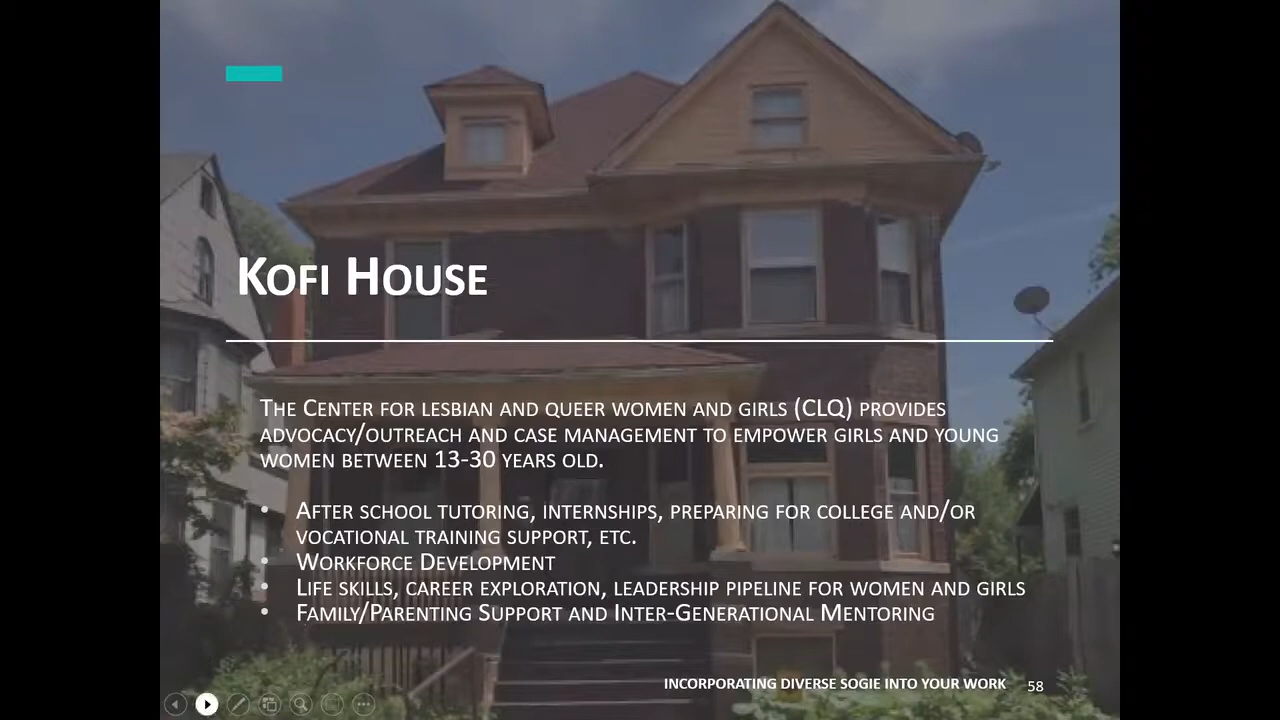 Kofi House
The Center for lesbian and queer women and girls (CLQ) provides
advocacy/outreach and case management to empower girls and young
women between 13-30 years old.
• After school tutoring, internships, preparing for college and/or
vocational training support, etc.
• Workforce Development
• Life skills, career exploration, leadership pipeline for women and girls
• Family/Parenting Support and Inter-Generational Mentoring
INCORPORATING DIVERSE SOGIE INTO YOUR WORK 58